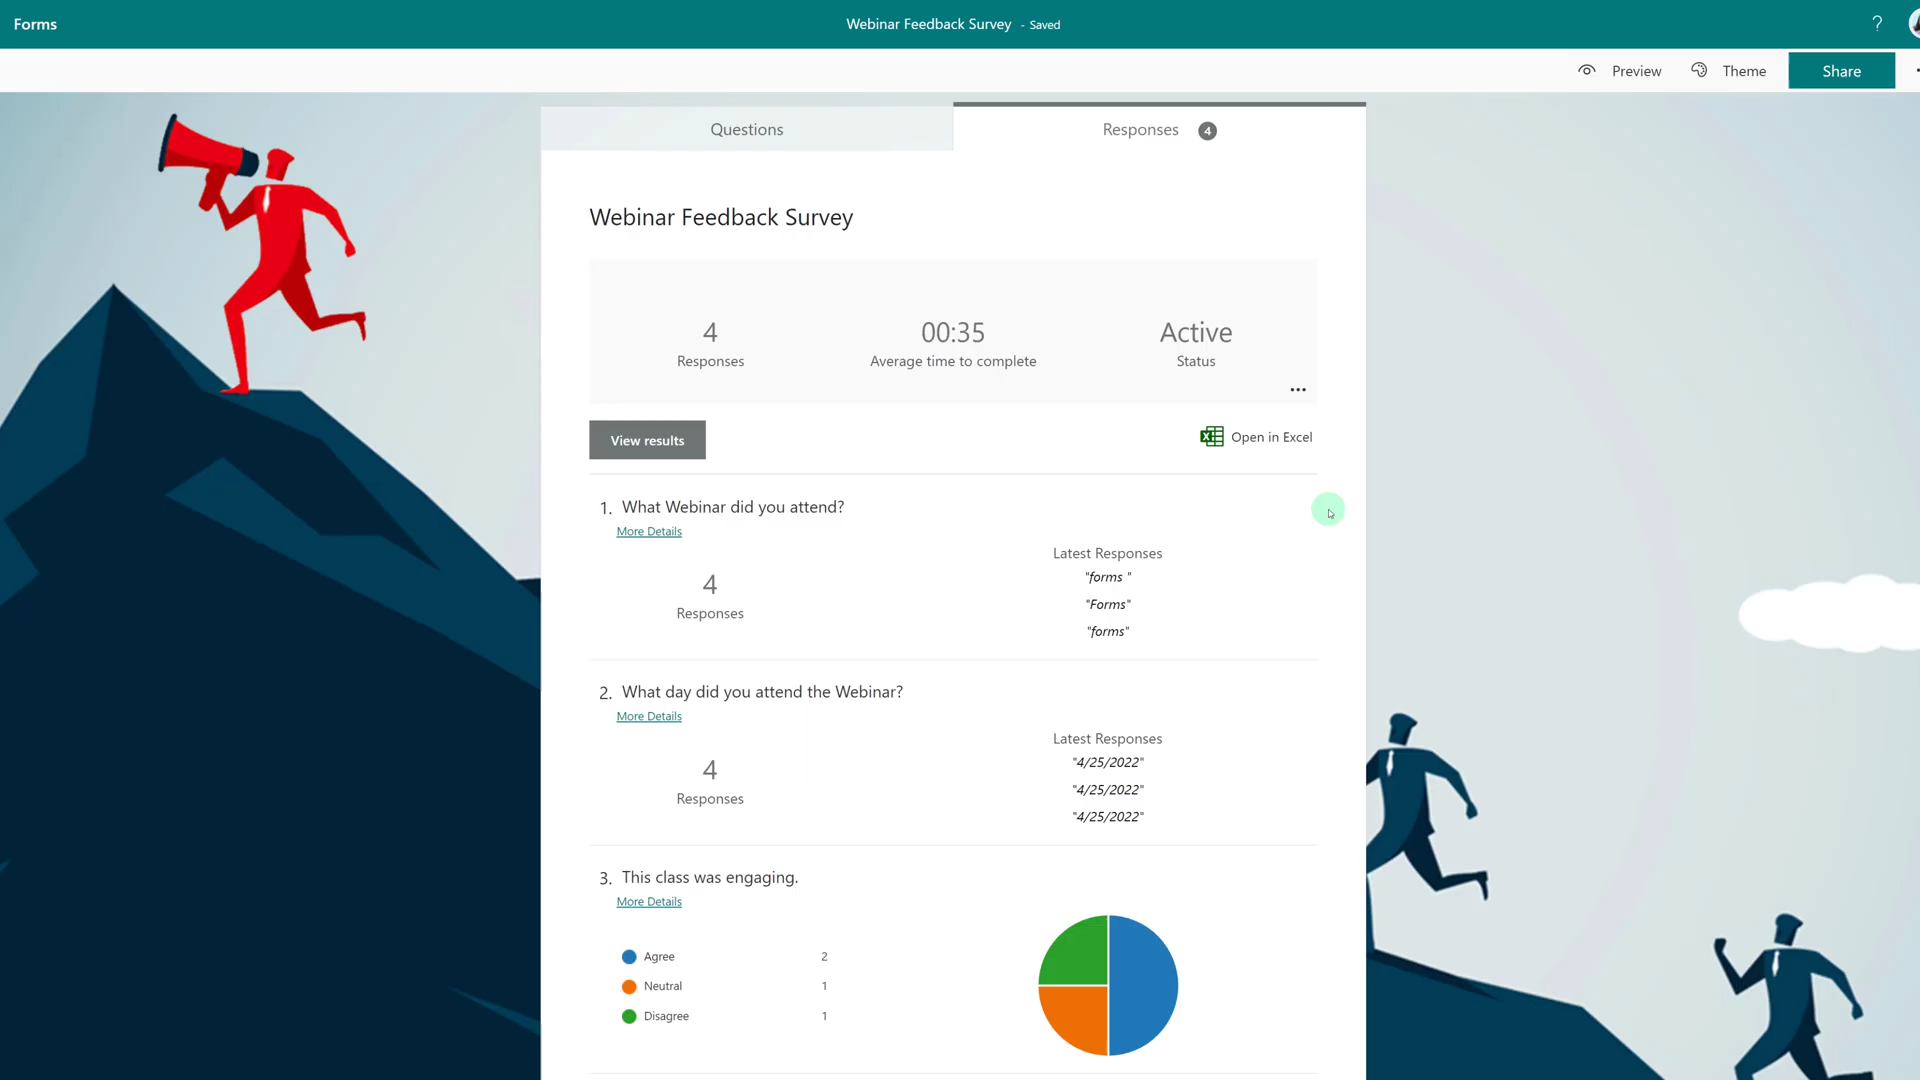 Forms
Webinar Feedback Survey - Saved
?
Preview
Theme
Share
Questions
Responses 4
Webinar Feedback Survey
4
Responses
00:35
Average time to complete
Active
Status
View results
Open in Excel
1. What Webinar did you attend?
More Details
4
Responses
Latest Responses
"forms "
"Forms"
"forms"
2. What day did you attend the Webinar?
More Details
4
Responses
Latest Responses
"4/25/2022"
"4/25/2022"
"4/25/2022"
3. This class was engaging.
More Details
Agree 2
Neutral 1
Disagree 1